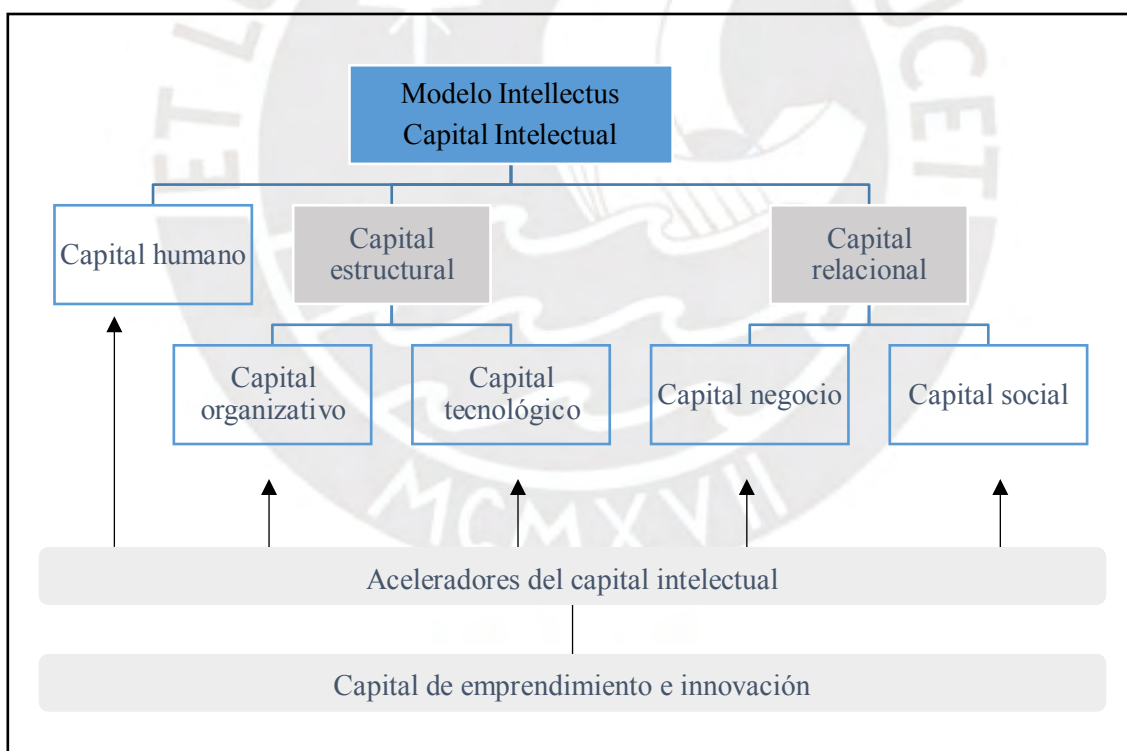 Modelo Intellectus
Capital Intelectual
Capital humano
Capital
estructural
Capital
relacional
Capital
organizativo
Capital
tecnológico
Capital negocio
Capital social
Aceleradores del capital intelectual
Capital de emprendimiento e innovación
MCMXVII